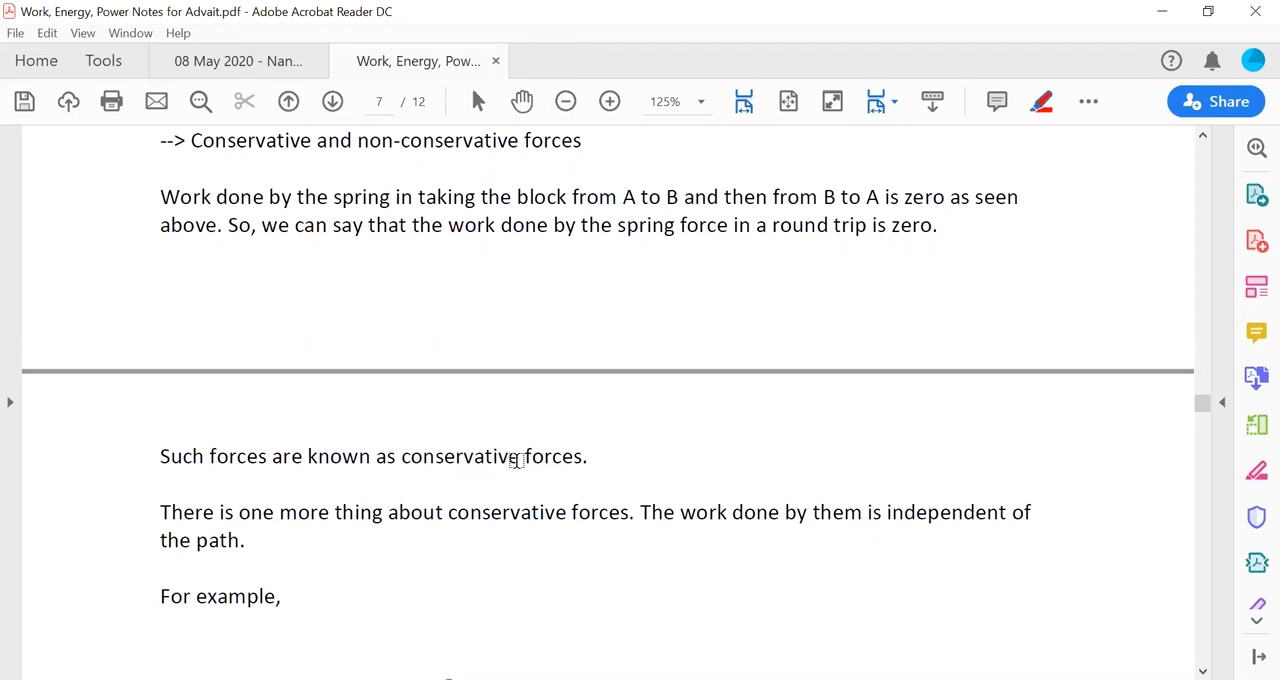 Work, Energy, Power Notes for Advait.pdf - Adobe Acrobat Reader DC
File Edit View Window Help
Home Tools 08 May 2020 - Nan... Work, Energy, Pow... ×
7 / 12 125% Share
--> Conservative and non-conservative forces
Work done by the spring in taking the block from A to B and then from B to A is zero as seen
above. So, we can say that the work done by the spring force in a round trip is zero.
Such forces are known as conservative forces.
There is one more thing about conservative forces. The work done by them is independent of
the path.
For example,